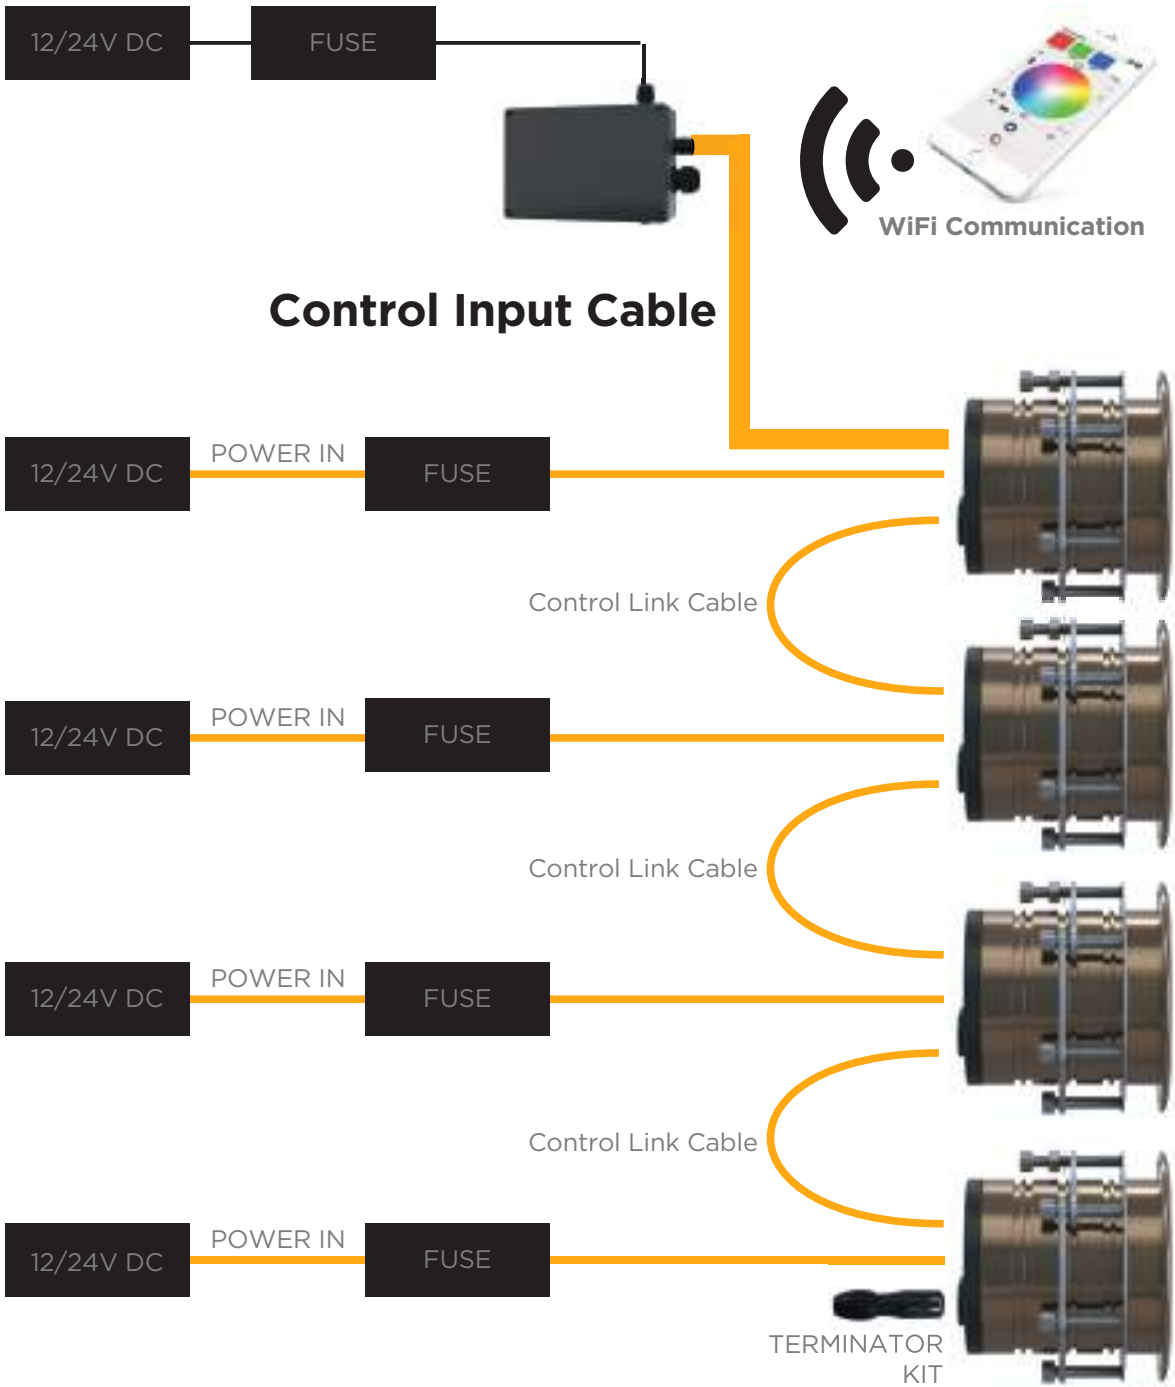 12/24V DC
FUSE
WiFi Communication
Control Input Cable
12/24V DC
POWER IN
FUSE
Control Link Cable
12/24V DC
POWER IN
FUSE
Control Link Cable
12/24V DC
POWER IN
FUSE
Control Link Cable
12/24V DC
POWER IN
FUSE
TERMINATOR
KIT